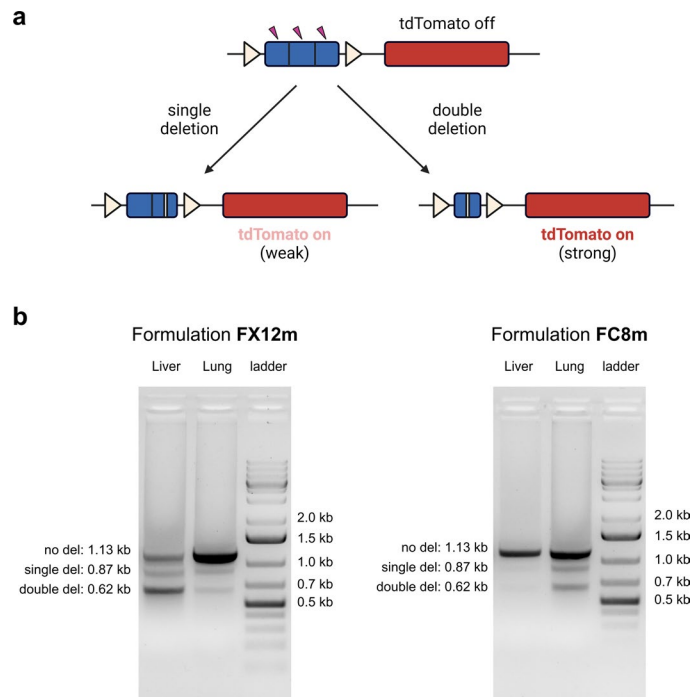 a
tdTomato off
single
deletion
double
deletion
tdTomato on
(weak)
tdTomato on
(strong)
b
Formulation FX12m
Liver Lung ladder
no del: 1.13 kb
single del: 0.87 kb
double del: 0.62 kb
2.0 kb
1.5 kb
1.0 kb
0.7 kb
0.5 kb
Formulation FC8m
Liver Lung ladder
no del: 1.13 kb
single del: 0.87 kb
double del: 0.62 kb
2.0 kb
1.5 kb
1.0 kb
0.7 kb
0.5 kb